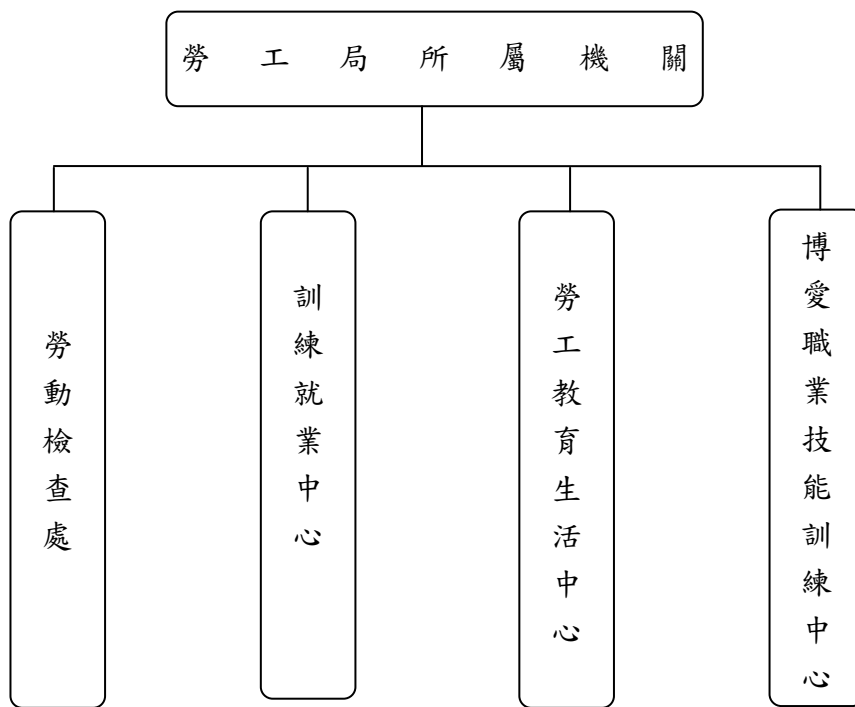 勞工局所屬機關
勞動檢查處
訓練就業中心
勞工教育生活中心
博愛職業技能訓練中心